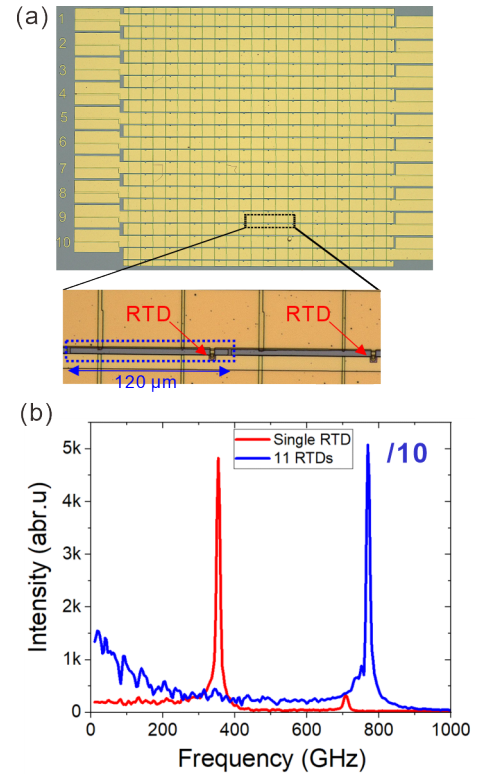 (a)
1
2
3
4
5
6
7
8
9
10
RTD RTD
120 µm
(b)
Single RTD
11 RTDs
/10
5k
4k
3k
2k
1k
0
0 200 400 600 800 1000
Intensity (abr.u)
Frequency (GHz)